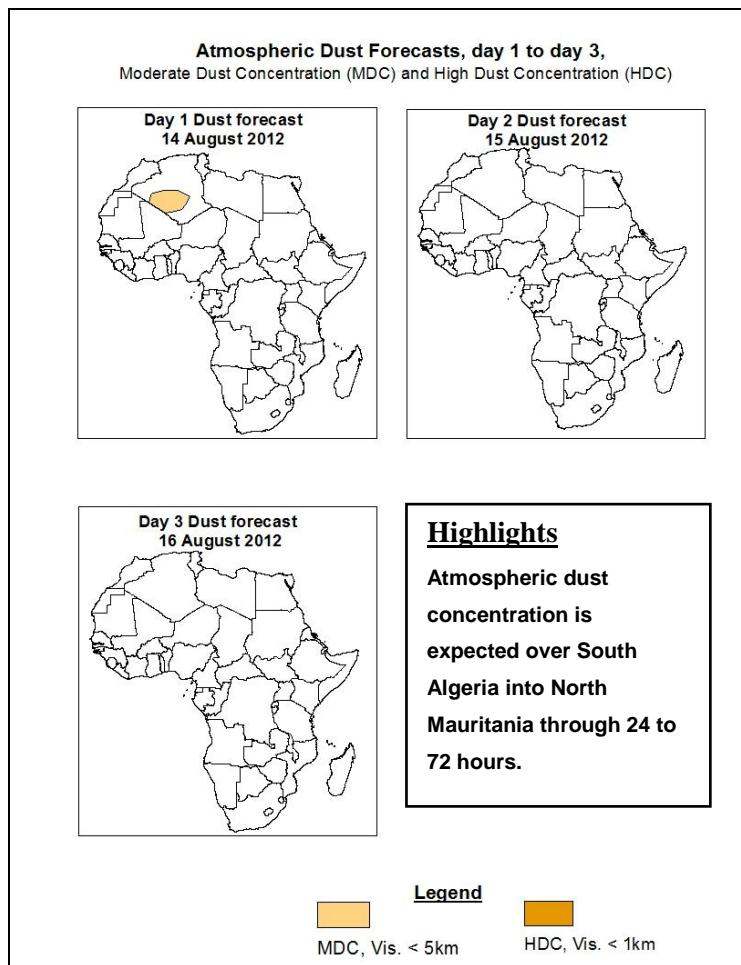 Atmospheric Dust Forecasts, day 1 to day 3,
Moderate Dust Concentration (MDC) and High Dust Concentration (HDC)
Day 1 Dust forecast
14 August 2012
Day 2 Dust forecast
15 August 2012
Day 3 Dust forecast
16 August 2012
Highlights
Atmospheric dust
concentration is
expected over South
Algeria into North
Mauritania through 24 to
72 hours.
Legend
MDC, Vis. < 5km
HDC, Vis. < 1km